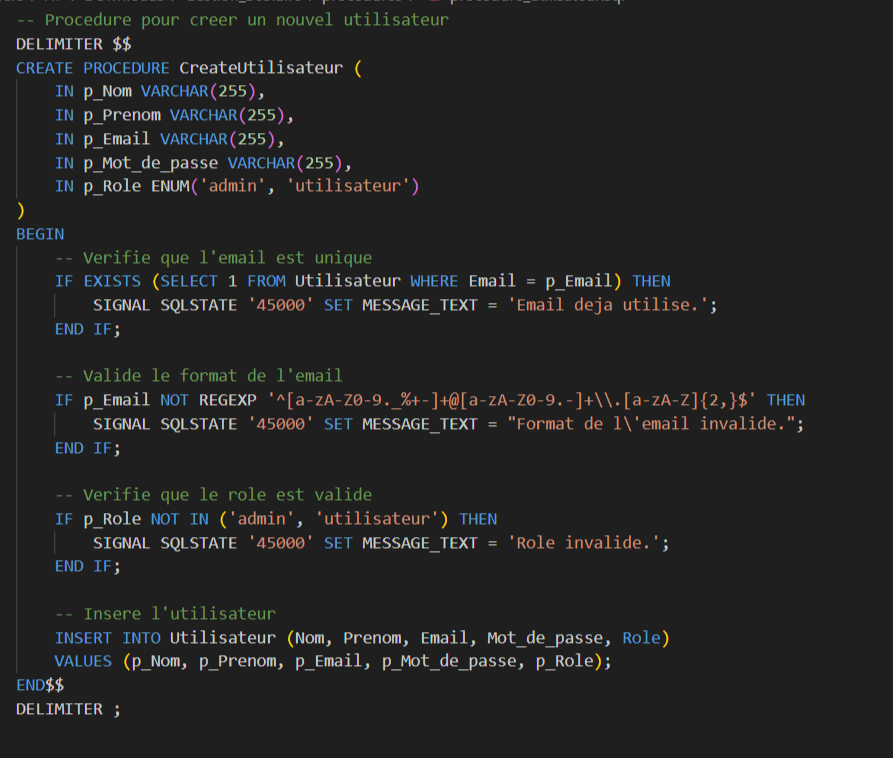 -- Procedure pour creer un nouvel utilisateur
DELIMITER $$
CREATE PROCEDURE CreateUtilisateur (
    IN p_Nom VARCHAR(255),
    IN p_Prenom VARCHAR(255),
    IN p_Email VARCHAR(255),
    IN p_Mot_de_passe VARCHAR(255),
    IN p_Role ENUM('admin', 'utilisateur')
)
BEGIN
    -- Verifie que l'email est unique
    IF EXISTS (SELECT 1 FROM Utilisateur WHERE Email = p_Email) THEN
        SIGNAL SQLSTATE '45000' SET MESSAGE_TEXT = 'Email deja utilise.';
    END IF;

    -- Valide le format de l'email
    IF p_Email NOT REGEXP '^[a-zA-Z0-9._%+-]+@[a-zA-Z0-9.-]+\\.[a-zA-Z]{2,}$' THEN
        SIGNAL SQLSTATE '45000' SET MESSAGE_TEXT = "Format de l\'email invalide.";
    END IF;

    -- Verifie que le role est valide
    IF p_Role NOT IN ('admin', 'utilisateur') THEN
        SIGNAL SQLSTATE '45000' SET MESSAGE_TEXT = 'Role invalide.';
    END IF;

    -- Insere l'utilisateur
    INSERT INTO Utilisateur (Nom, Prenom, Email, Mot_de_passe, Role)
    VALUES (p_Nom, p_Prenom, p_Email, p_Mot_de_passe, p_Role);
END$$
DELIMITER ;